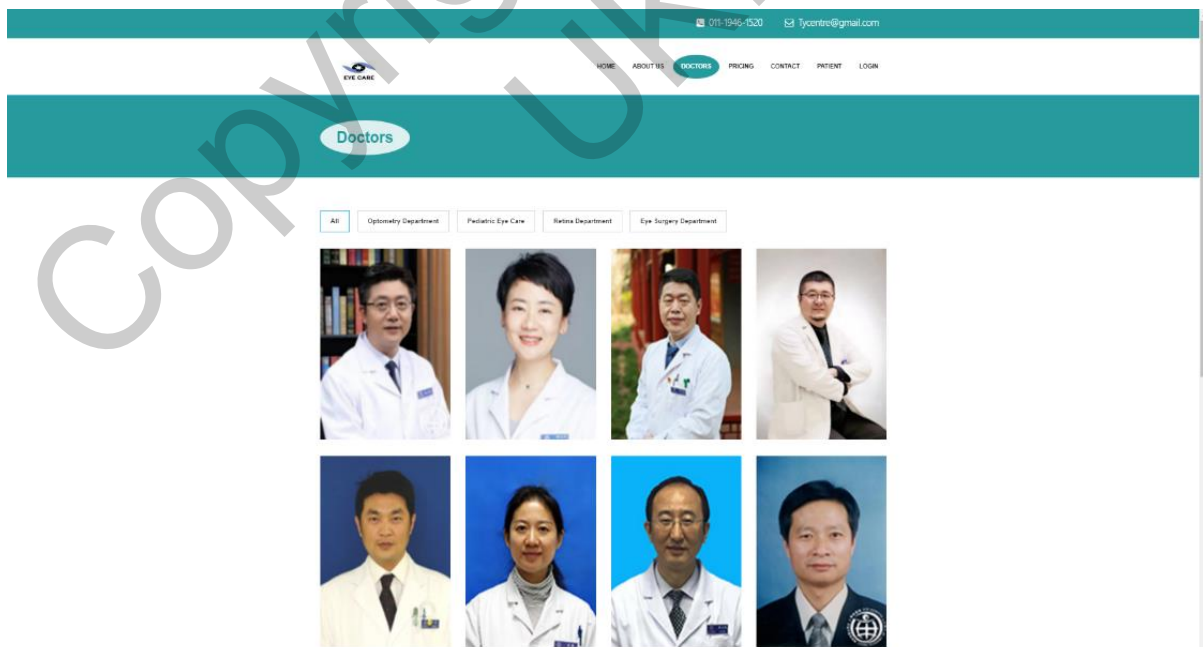 011-1946-1520 Tycentre@gmail.com
EYE CARE
HOME ABOUT US DOCTORS PRICING CONTACT PATIENT LOGIN
Doctors
All Optometry Department Pediatric Eye Care Retina Department Eye Surgery Department